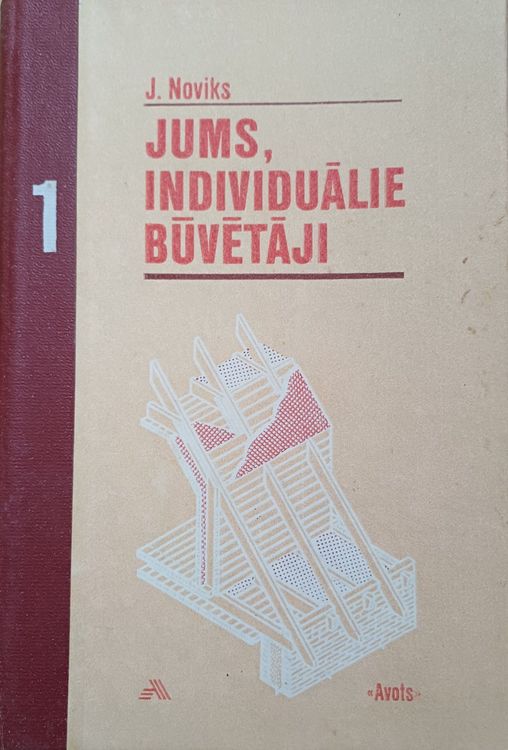 J. Noviks
JUMS,
INDIVIDUĀLIE
BŪVĒTĀJI
1
«Avots»